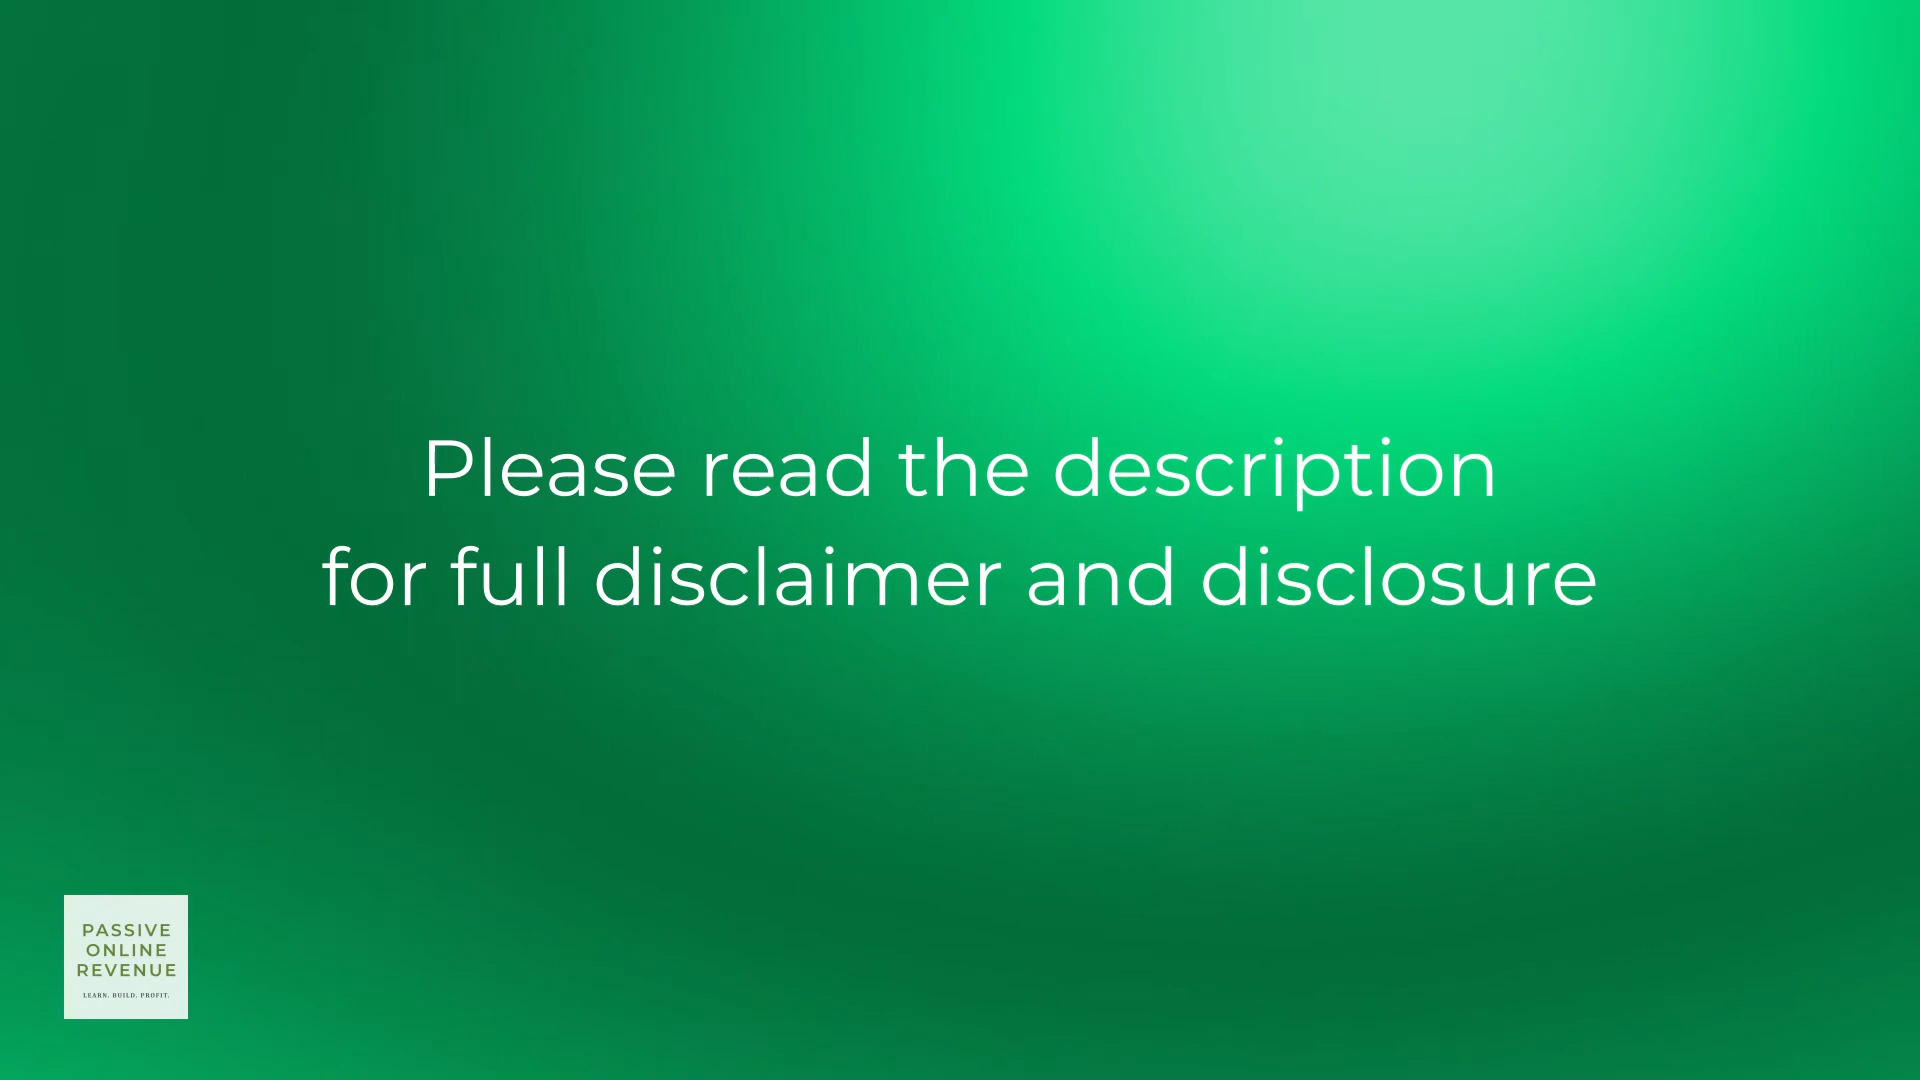 Please read the description
for full disclaimer and disclosure
PASSIVE
ONLINE
REVENUE
LEARN. BUILD. PROFIT.